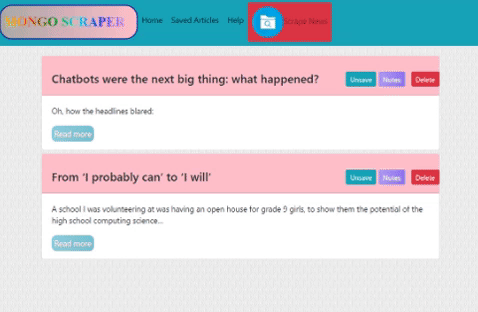 MONGO SCRAPER Home Saved Articles Help Scrape News
Chatbots were the next big thing: what happened? Unsave Notes Delete
Oh, how the headlines blared:
Read more
From ‘I probably can’ to ‘I will’ Unsave Notes Delete
A school I was volunteering at was having an open house for grade 9 girls, to show them the potential of the
high school computing science...
Read more